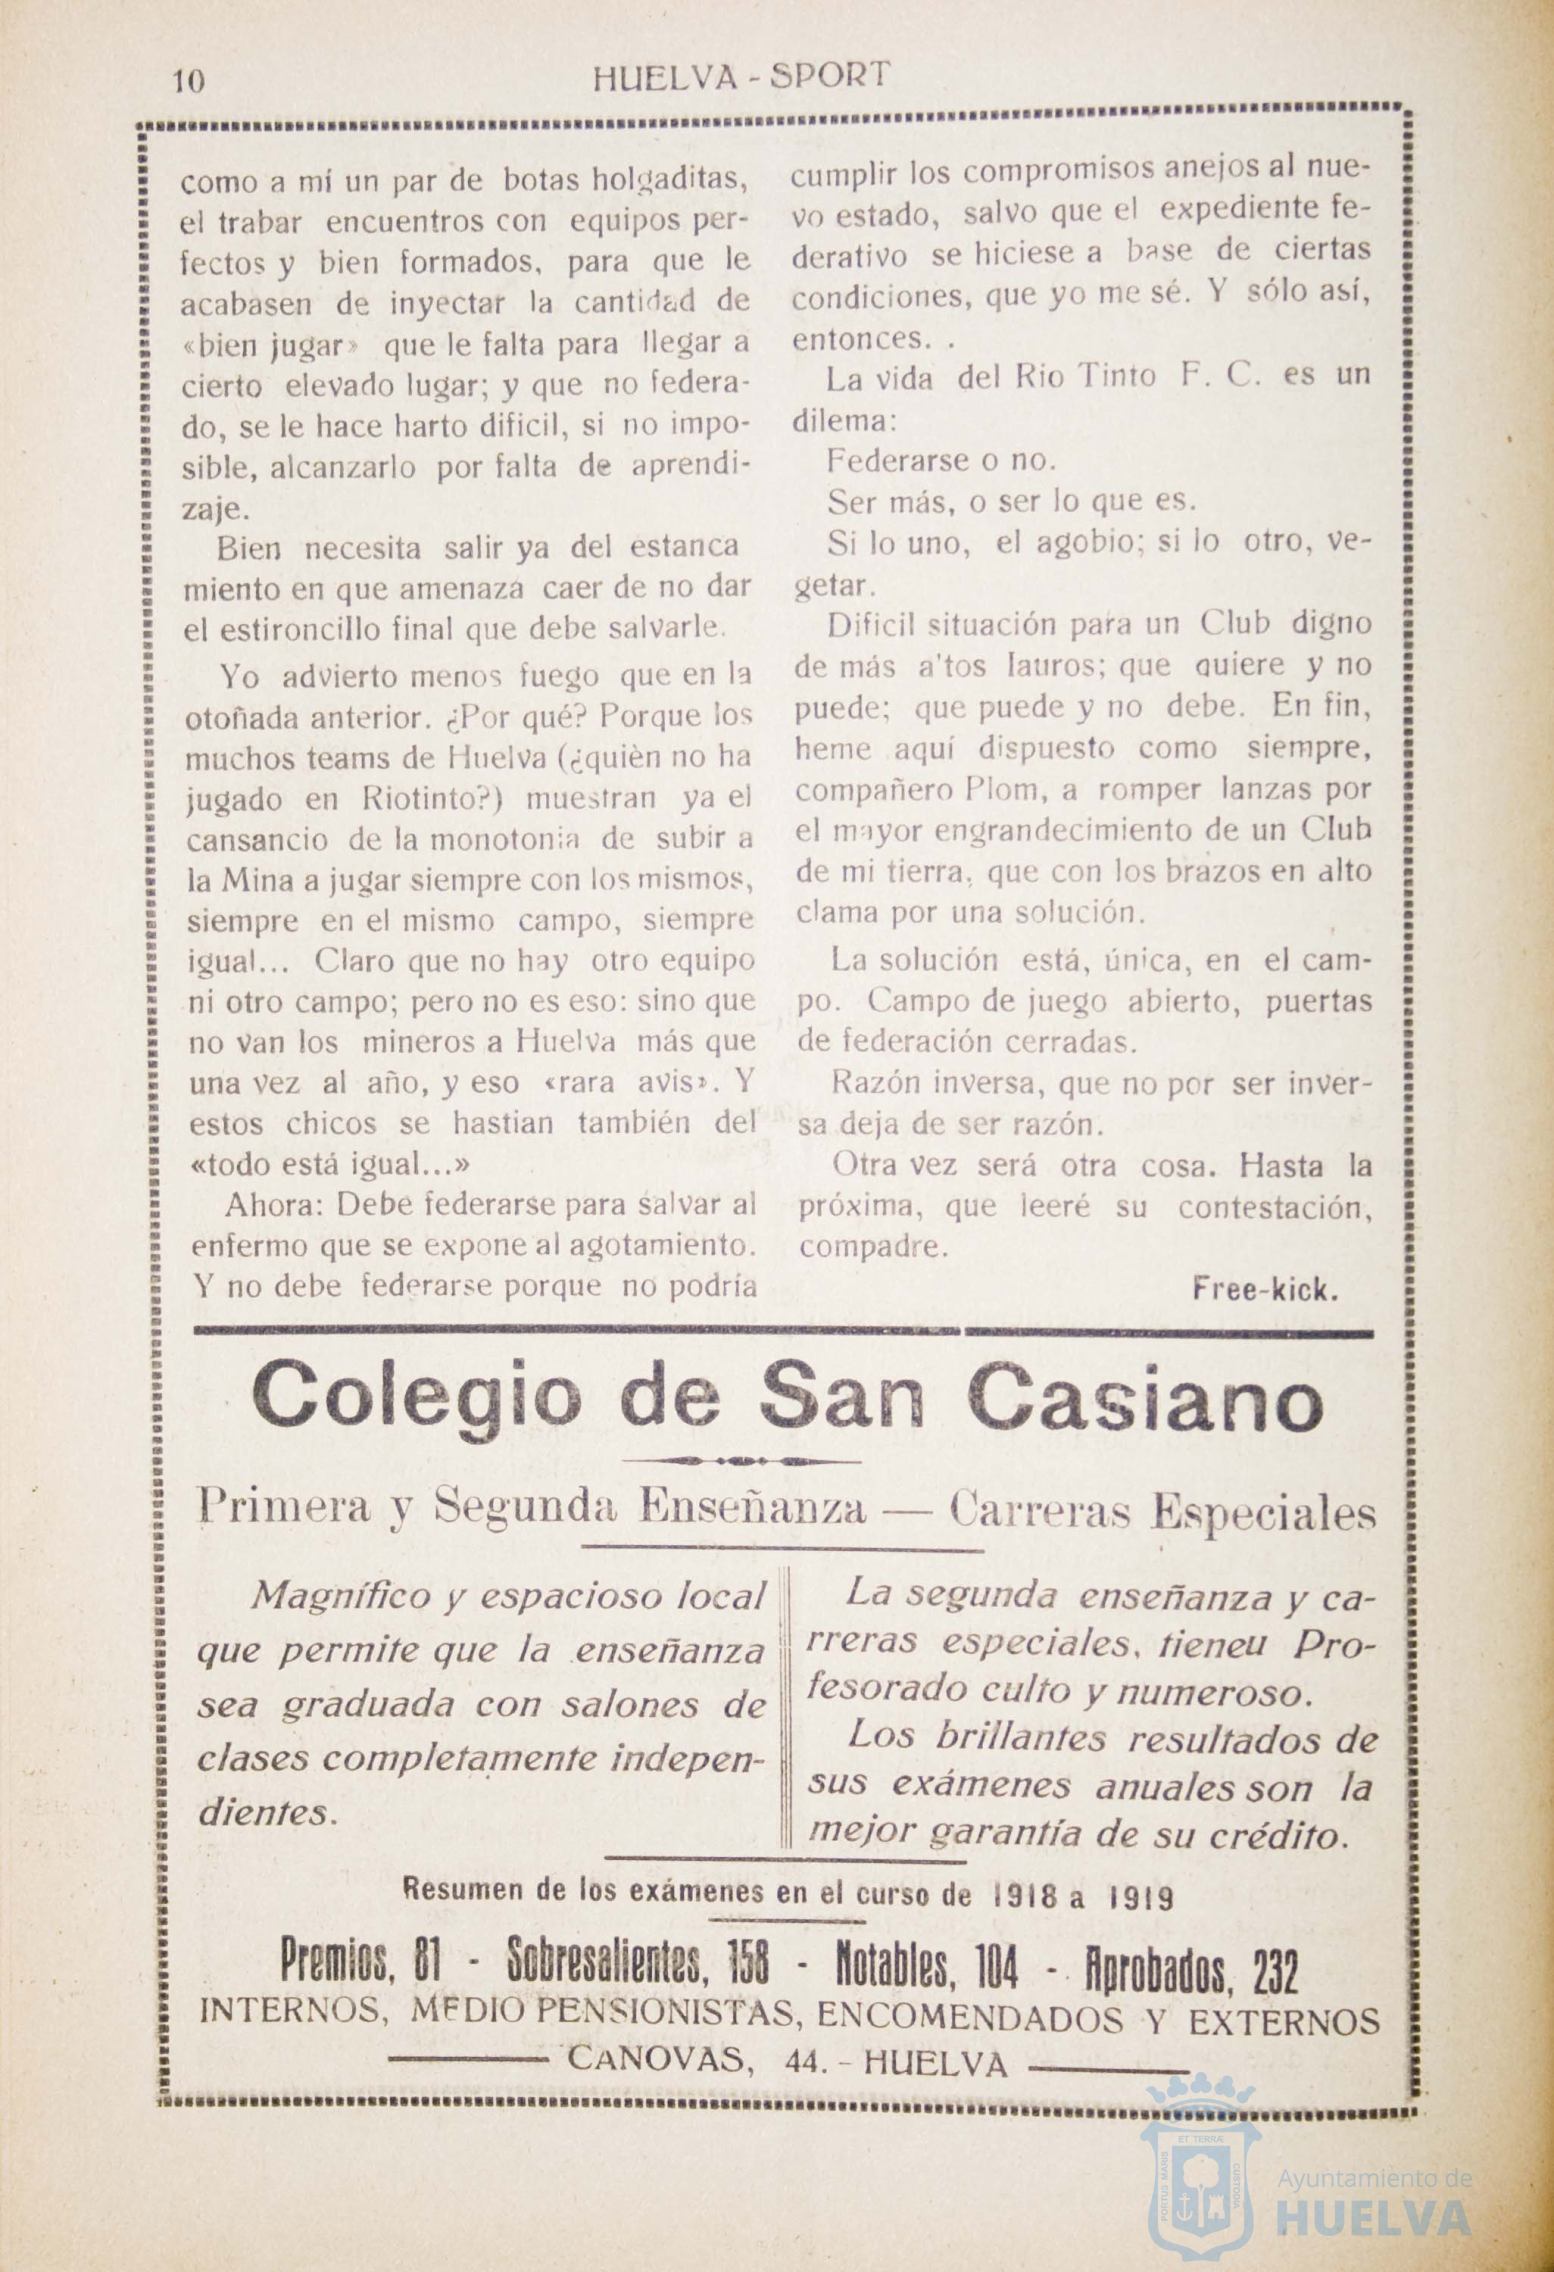 10
HUELVA - SPORT
como a mí un par de botas holgaditas,
el trabar encuentros con equipos per-
fectos y bien formados, para que le
acabasen de inyectar la cantidad de
«bien jugar» que le falta para llegar a
cierto elevado lugar; y que no federa-
do, se le hace harto dificil, si no impo-
sible, alcanzarlo por falta de aprendi-
zaje.
Bien necesita salir ya del estanca
miento en que amenaza caer de no dar
el estironcillo final que debe salvarle.
Yo advierto menos fuego que en la
otoñada anterior. ¿Por qué? Porque los
muchos teams de Huelva (¿quièn no ha
jugado en Riotinto?) muestran ya el
cansancio de la monotonia de subir a
la Mina a jugar siempre con los mismos,
siempre en el mismo campo, siempre
igual... Claro que no hay otro equipo
ni otro campo; pero no es eso: sino que
no van los mineros a Huelva más que
una vez al año, y eso «rara avis». Y
estos chicos se hastian también del
«todo está igual...»
Ahora: Debe federarse para salvar al
enfermo que se expone al agotamiento.
Y no debe federarse porque no podría
cumplir los compromisos anejos al nue-
vo estado, salvo que el expediente fe-
derativo se hiciese a base de ciertas
condiciones, que yo me sé. Y sólo así,
entonces. .
La vida del Rio Tinto F. C. es un
dilema:
Federarse o no.
Ser más, o ser lo que es.
Si lo uno, el agobio; si lo otro, ve-
getar.
Dificil situación para un Club digno
de más a'tos lauros; que quiere y no
puede; que puede y no debe. En fin,
heme aquí dispuesto como siempre,
compañero Plom, a romper lanzas por
el mayor engrandecimiento de un Club
de mi tierra, que con los brazos en alto
clama por una solución.
La solución está, única, en el cam-
po. Campo de juego abierto, puertas
de federación cerradas.
Razón inversa, que no por ser inver-
sa deja de ser razón.
Otra vez será otra cosa. Hasta la
próxima, que leeré su contestación,
compadre.
Free-kick.
Colegio de San Casiano
Primera y Segunda Enseñanza — Carreras Especiales
Magnífico y espacioso local
que permite que la enseñanza
sea graduada con salones de
clases completamente indepen-
dientes.
La segunda enseñanza y ca-
rreras especiales, tieneu Pro-
fesorado culto y numeroso.
Los brillantes resultados de
sus exámenes anuales son la
mejor garantía de su crédito.
Resumen de los exámenes en el curso de 1918 a 1919
Premios, 81 - Sobresalientes, 158 - Notables, 104 - Aprobados, 232
INTERNOS, MEDIO PENSIONISTAS, ENCOMENDADOS Y EXTERNOS
CANOVAS, 44. - HUELVA
ET TERRÆ
PORTUS MARIS
CUSTODIA
Ayuntamiento de
HUELVA